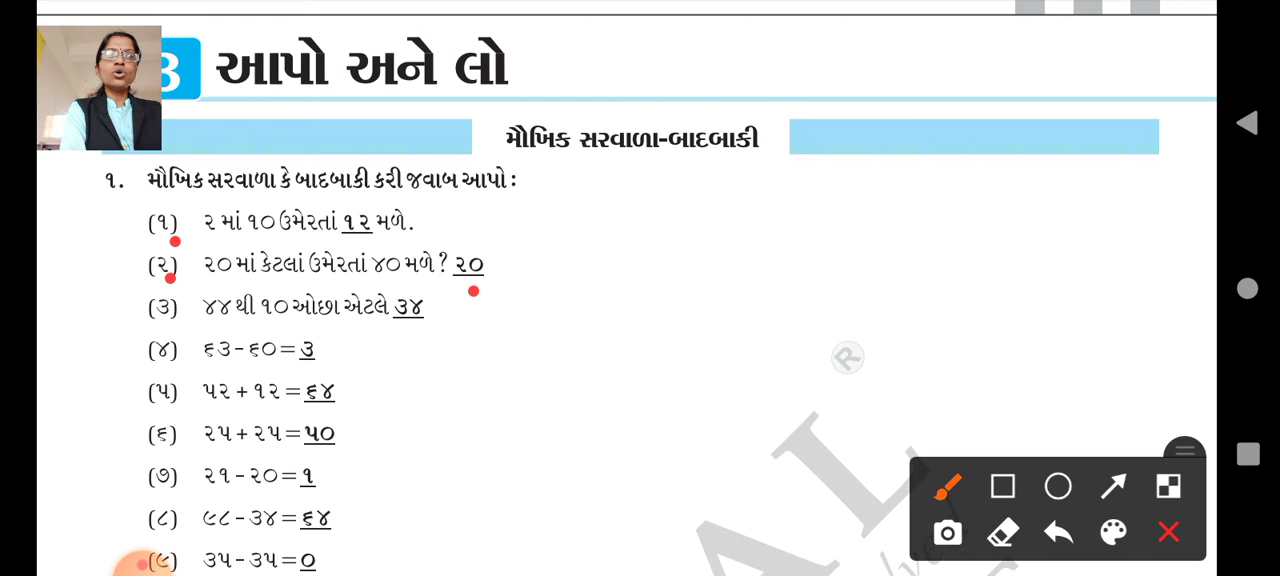 3 આપો અને લો
મૌખિક સરવાળા-બાદબાકી
૧. મૌખિક સરવાળા કે બાદબાકી કરી જવાબ આપો :
(૧) ૨ માં ૧૦ ઉમેરતાં ૧૨ મળે.
(૨) ૨૦ માં કેટલાં ઉમેરતાં ૪૦ મળે? ૨૦
(૩) ૪૪ થી ૧૦ ઓછા એટલે ૩૪
(૪) ૬૩ - ૬૦ = ૩
(૫) ૫૨ + ૧૨ = ૬૪
(૬) ૨૫ + ૨૫ = ૫૦
(૭) ૨૧ - ૨૦ = ૧
(૮) ૯૮ - ૩૪ = ૬૪
(૯) ૩૫ - ૩૫ = ૦
®